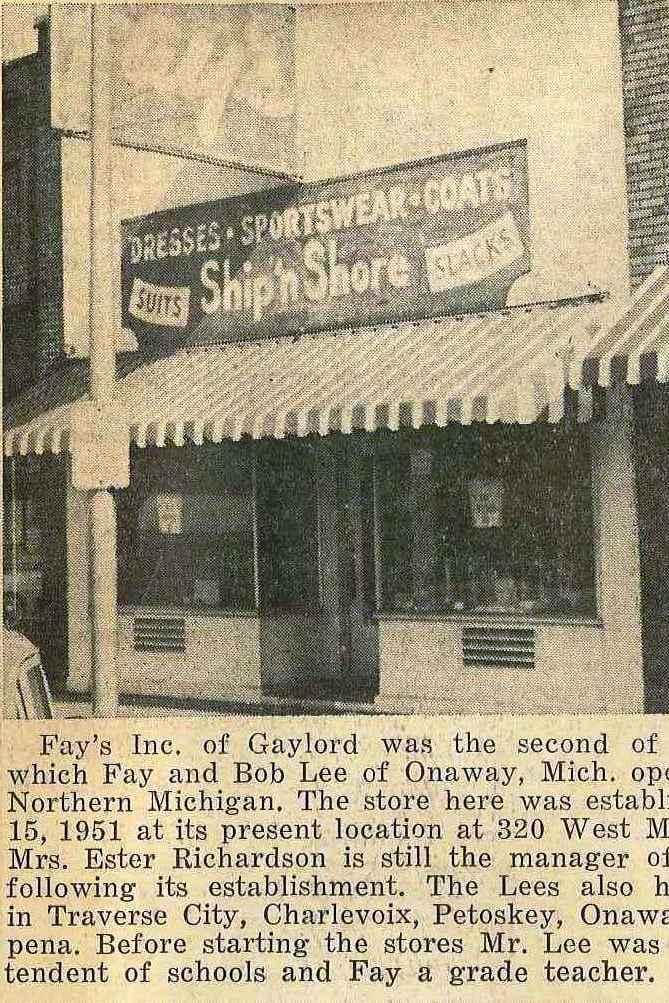 DRESSES · SPORTSWEAR · COATS
SUITS Ship'n Shore SLACKS
Fay's Inc. of Gaylord was the second of
which Fay and Bob Lee of Onaway, Mich. ope
Northern Michigan. The store here was establi
15, 1951 at its present location at 320 West M
Mrs. Ester Richardson is still the manager of
following its establishment. The Lees also h
in Traverse City, Charlevoix, Petoskey, Onawa
pena. Before starting the stores Mr. Lee was
tendent of schools and Fay a grade teacher.